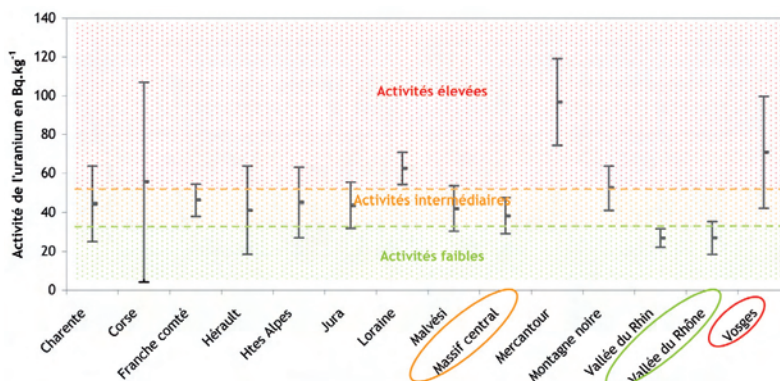 Activité de l'uranium en Bq.kg-1
140
120
100
80
60
40
20
0
Activités élevées
Activités intermédiaires
Activités faibles
Charente
Corse
Franche comté
Hérault
Htes Alpes
Jura
Loraine
Malvési
Massif central
Mercantour
Montagne noire
Vallée du Rhin
Vallée du Rhône
Vosges